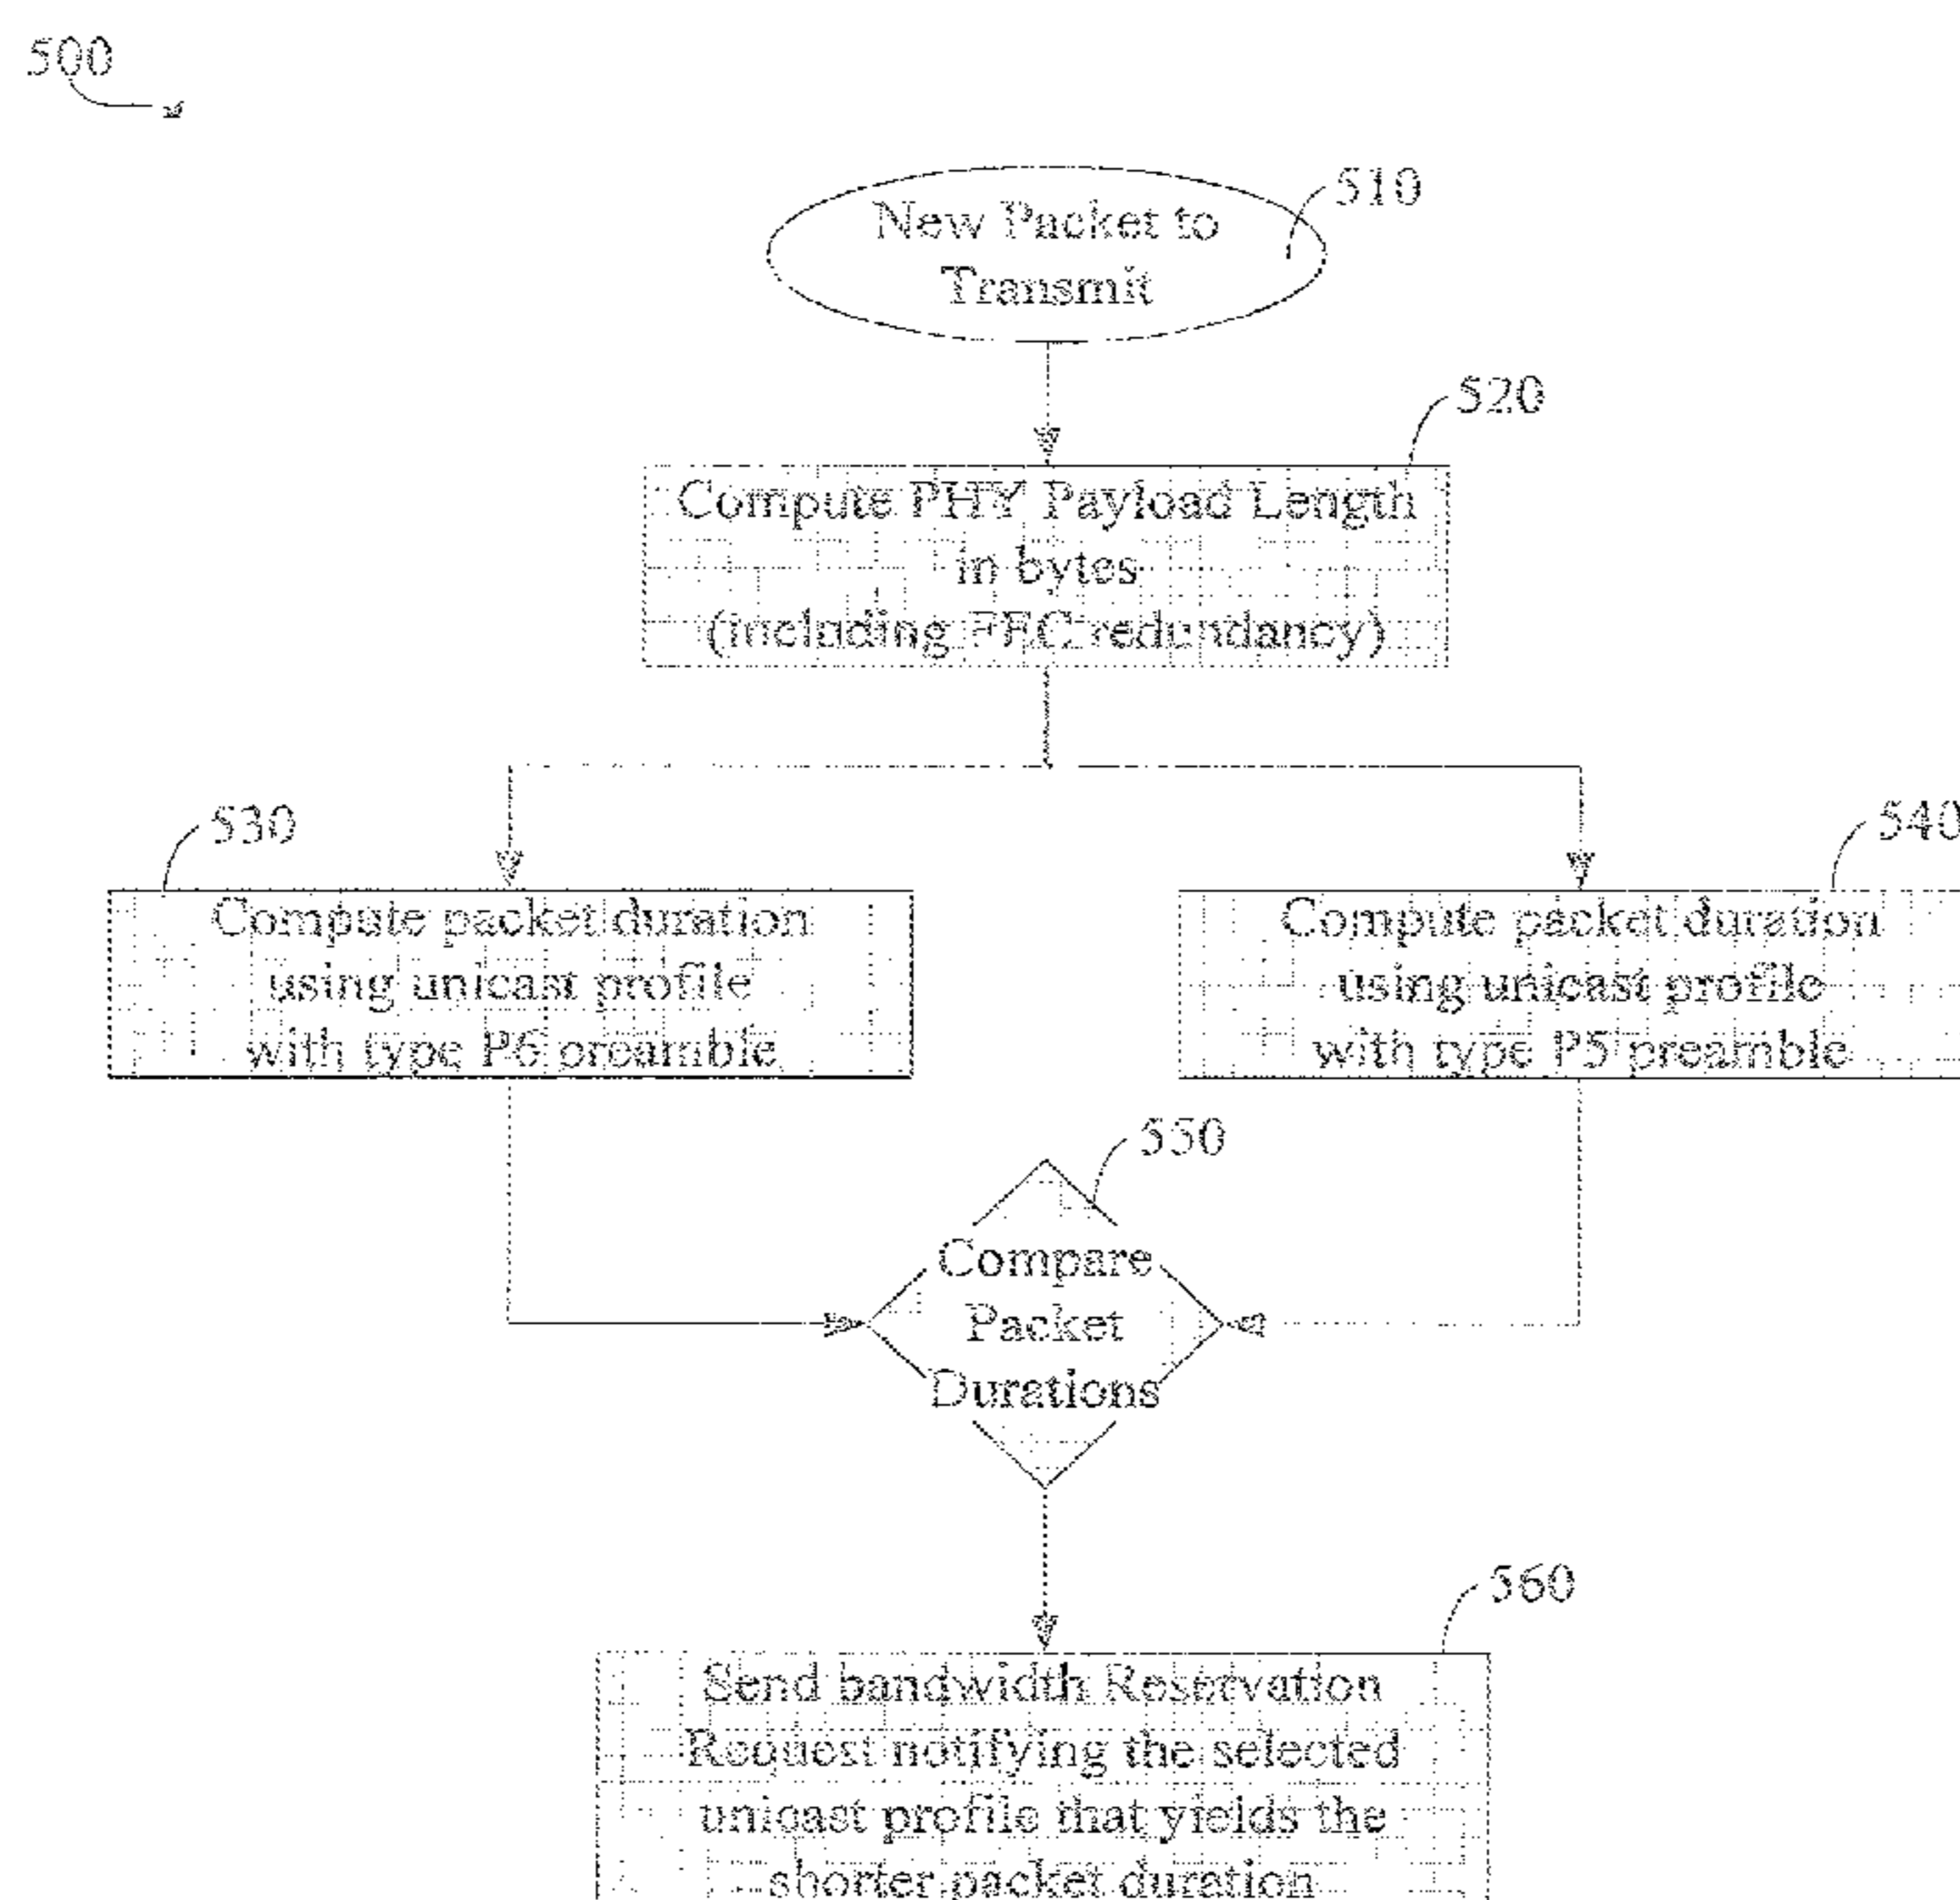 500
510
New Packet to
Transmit
520
Compute PHY Payload Length
in bytes
(including FEC redundancy)
530
Compute packet duration
using unicast profile
with type P6 preamble
540
Compute packet duration
using unicast profile
with type P5 preamble
550
Compare
Packet
Durations
560
Send bandwidth Reservation
Request notifying the selected
unicast profile that yields the
shorter packet duration